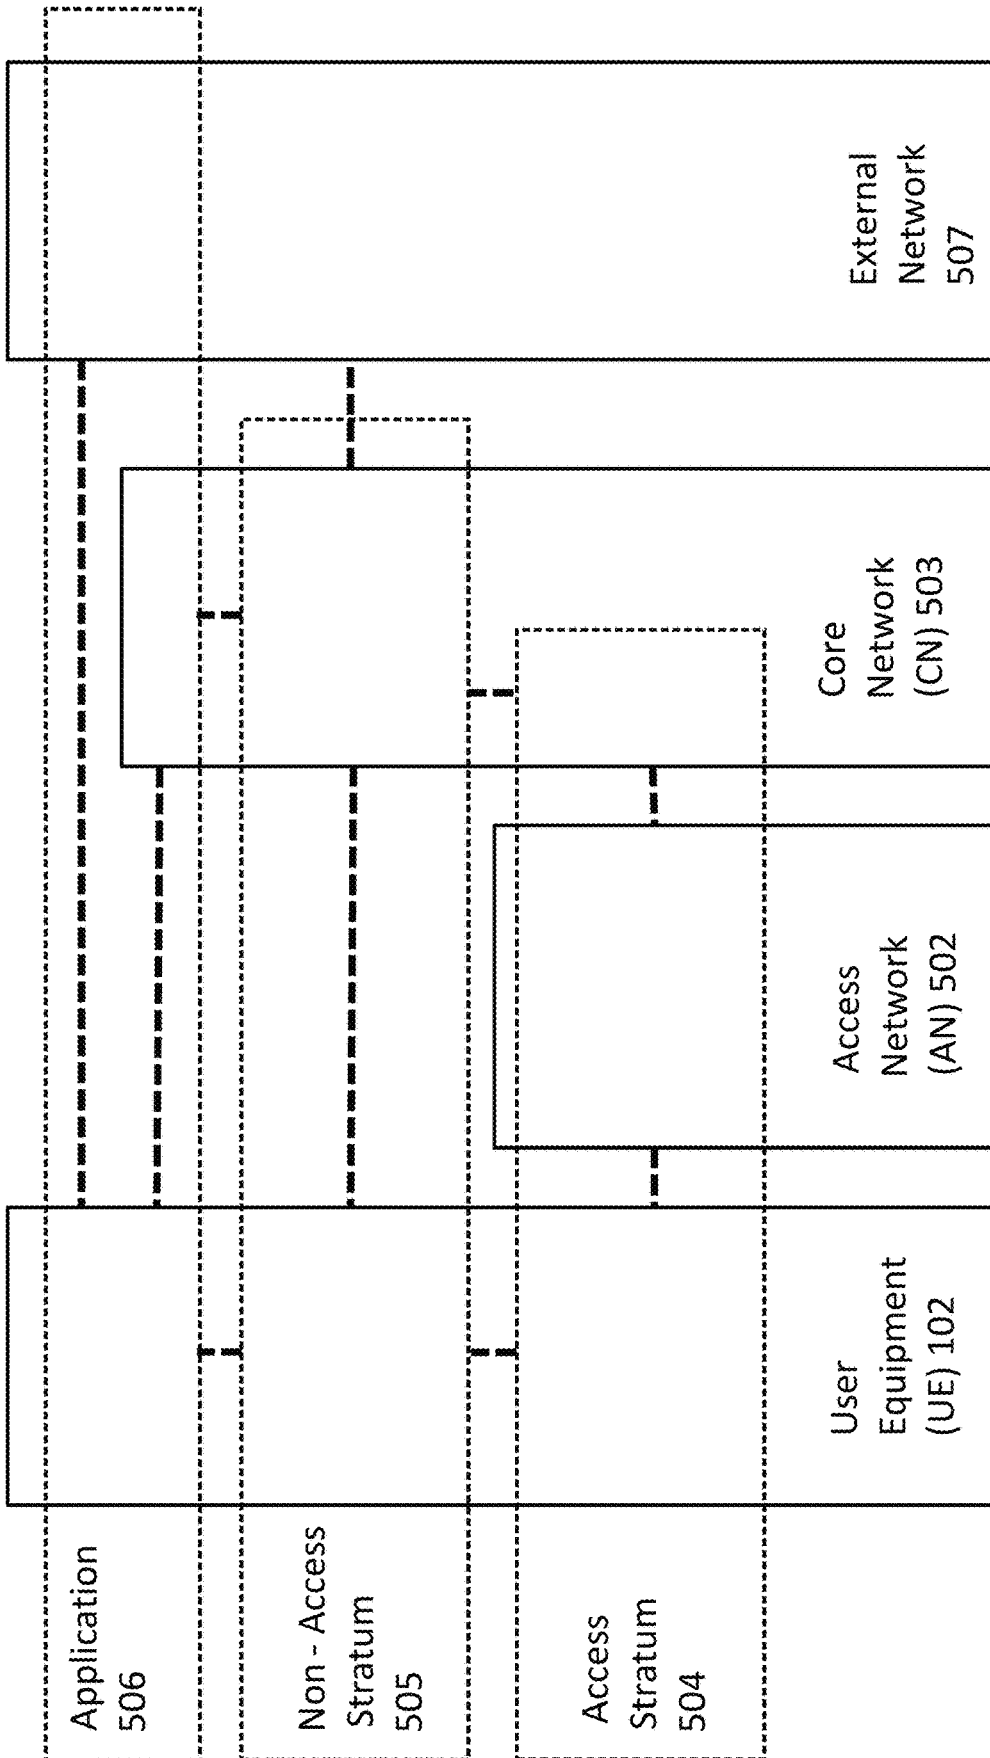 Application
506
Non - Access
Stratum
505
Access
Stratum
504
User
Equipment
(UE) 102
Access
Network
(AN) 502
Core
Network
(CN) 503
External
Network
507